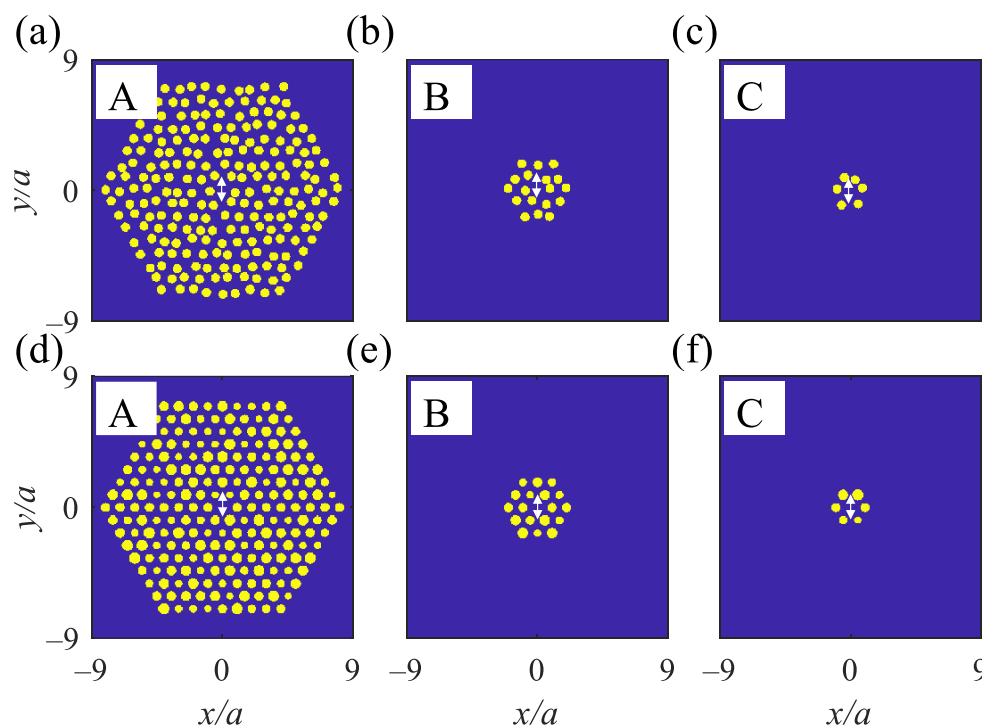 (a) (b) (c)
9
A B C
y/a
0
–9
(d) (e) (f)
9
A B C
y/a
0
–9
–9 0 9 –9 0 9 –9 0 9
x/a x/a x/a